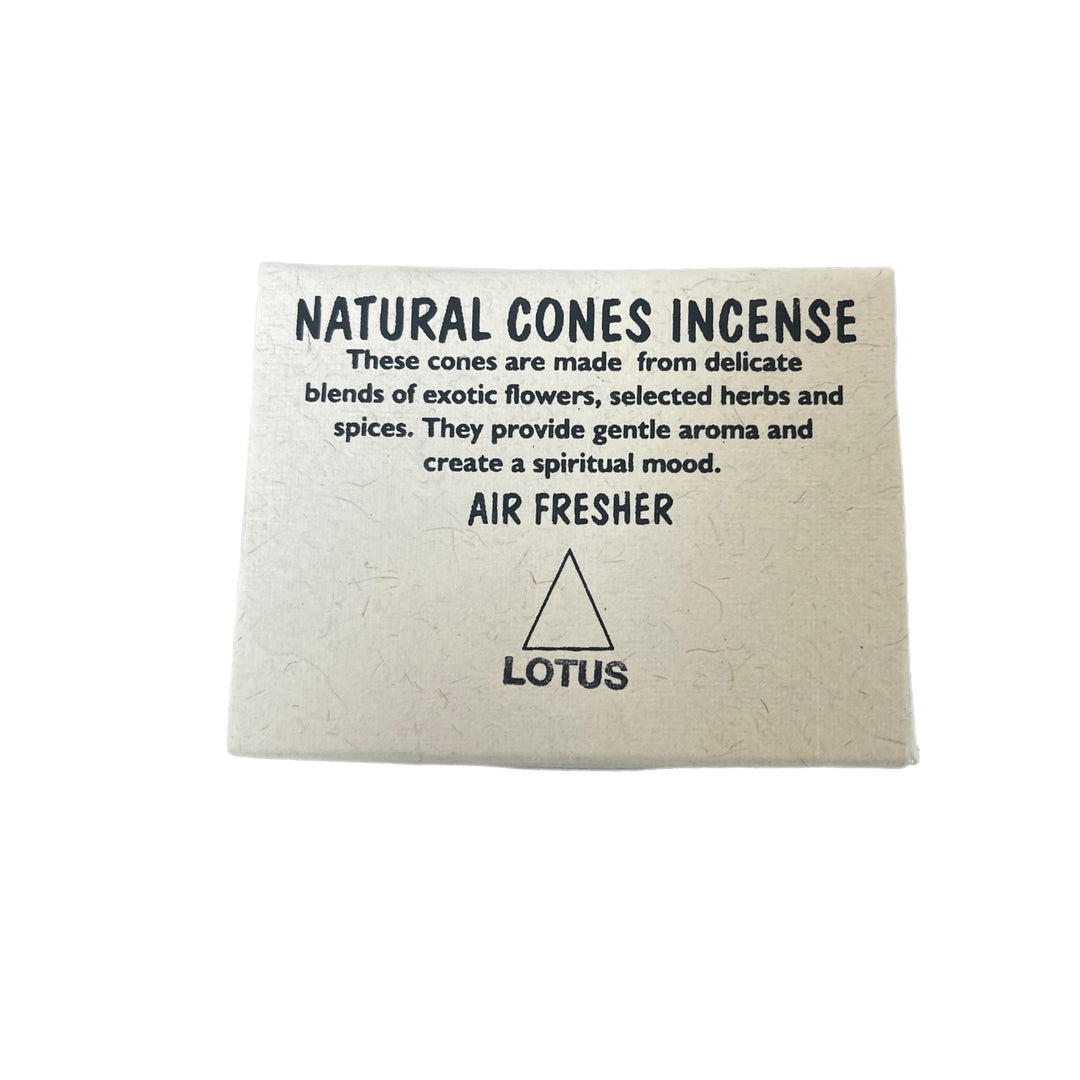 NATURAL CONES INCENSE
These cones are made from delicate
blends of exotic flowers, selected herbs and
spices. They provide gentle aroma and
create a spiritual mood.
AIR FRESHER
LOTUS